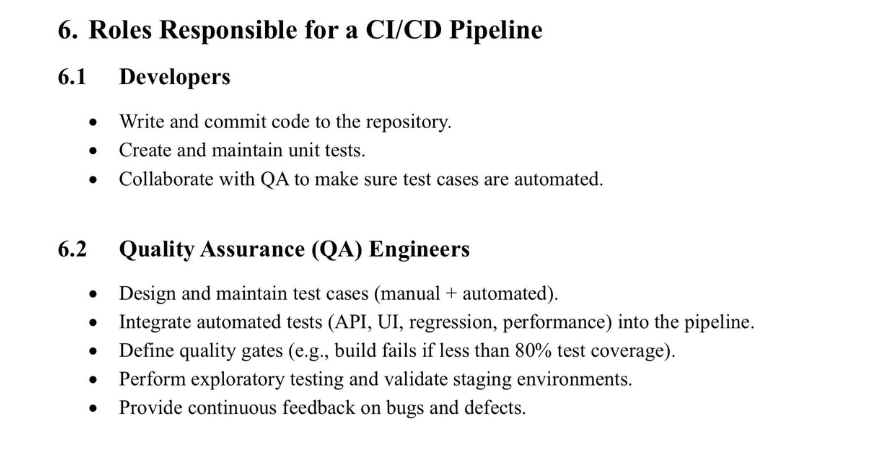 6. Roles Responsible for a CI/CD Pipeline
6.1 Developers
• Write and commit code to the repository.
• Create and maintain unit tests.
• Collaborate with QA to make sure test cases are automated.
6.2 Quality Assurance (QA) Engineers
• Design and maintain test cases (manual + automated).
• Integrate automated tests (API, UI, regression, performance) into the pipeline.
• Define quality gates (e.g., build fails if less than 80% test coverage).
• Perform exploratory testing and validate staging environments.
• Provide continuous feedback on bugs and defects.